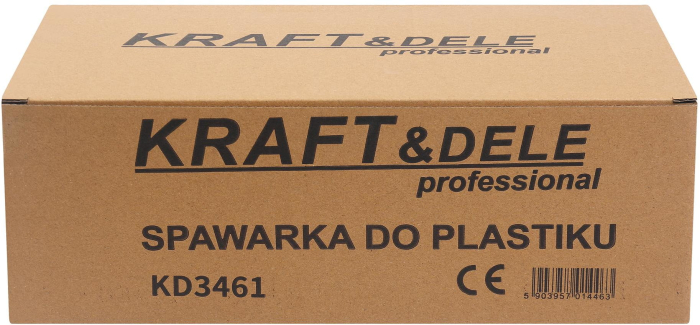 KRAFT&DELE
professional
KRAFT&DELE
professional
SPAWARKA DO PLASTIKU
KD3461
CE
5 903957 014463